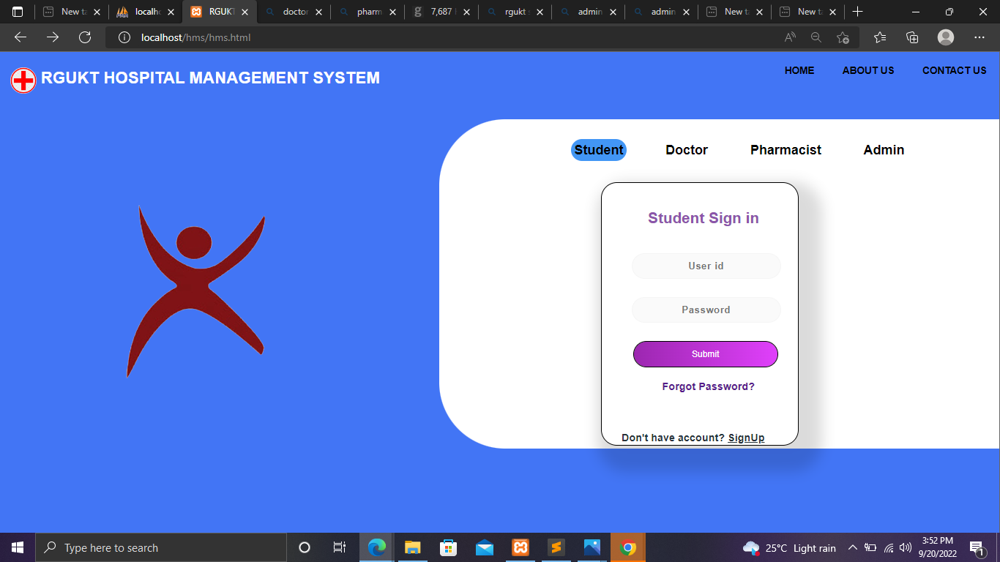 New ta
localho
RGUKT
doctor
pharm
7,687 i
rgukt s
admin
admin
New ta
New ta
localhost/hms/hms.html
RGUKT HOSPITAL MANAGEMENT SYSTEM
HOME ABOUT US CONTACT US
Student Doctor Pharmacist Admin
Student Sign in
User id
Password
Submit
Forgot Password?
Don't have account? SignUp
Type here to search
25°C Light rain
3:52 PM
9/20/2022
1